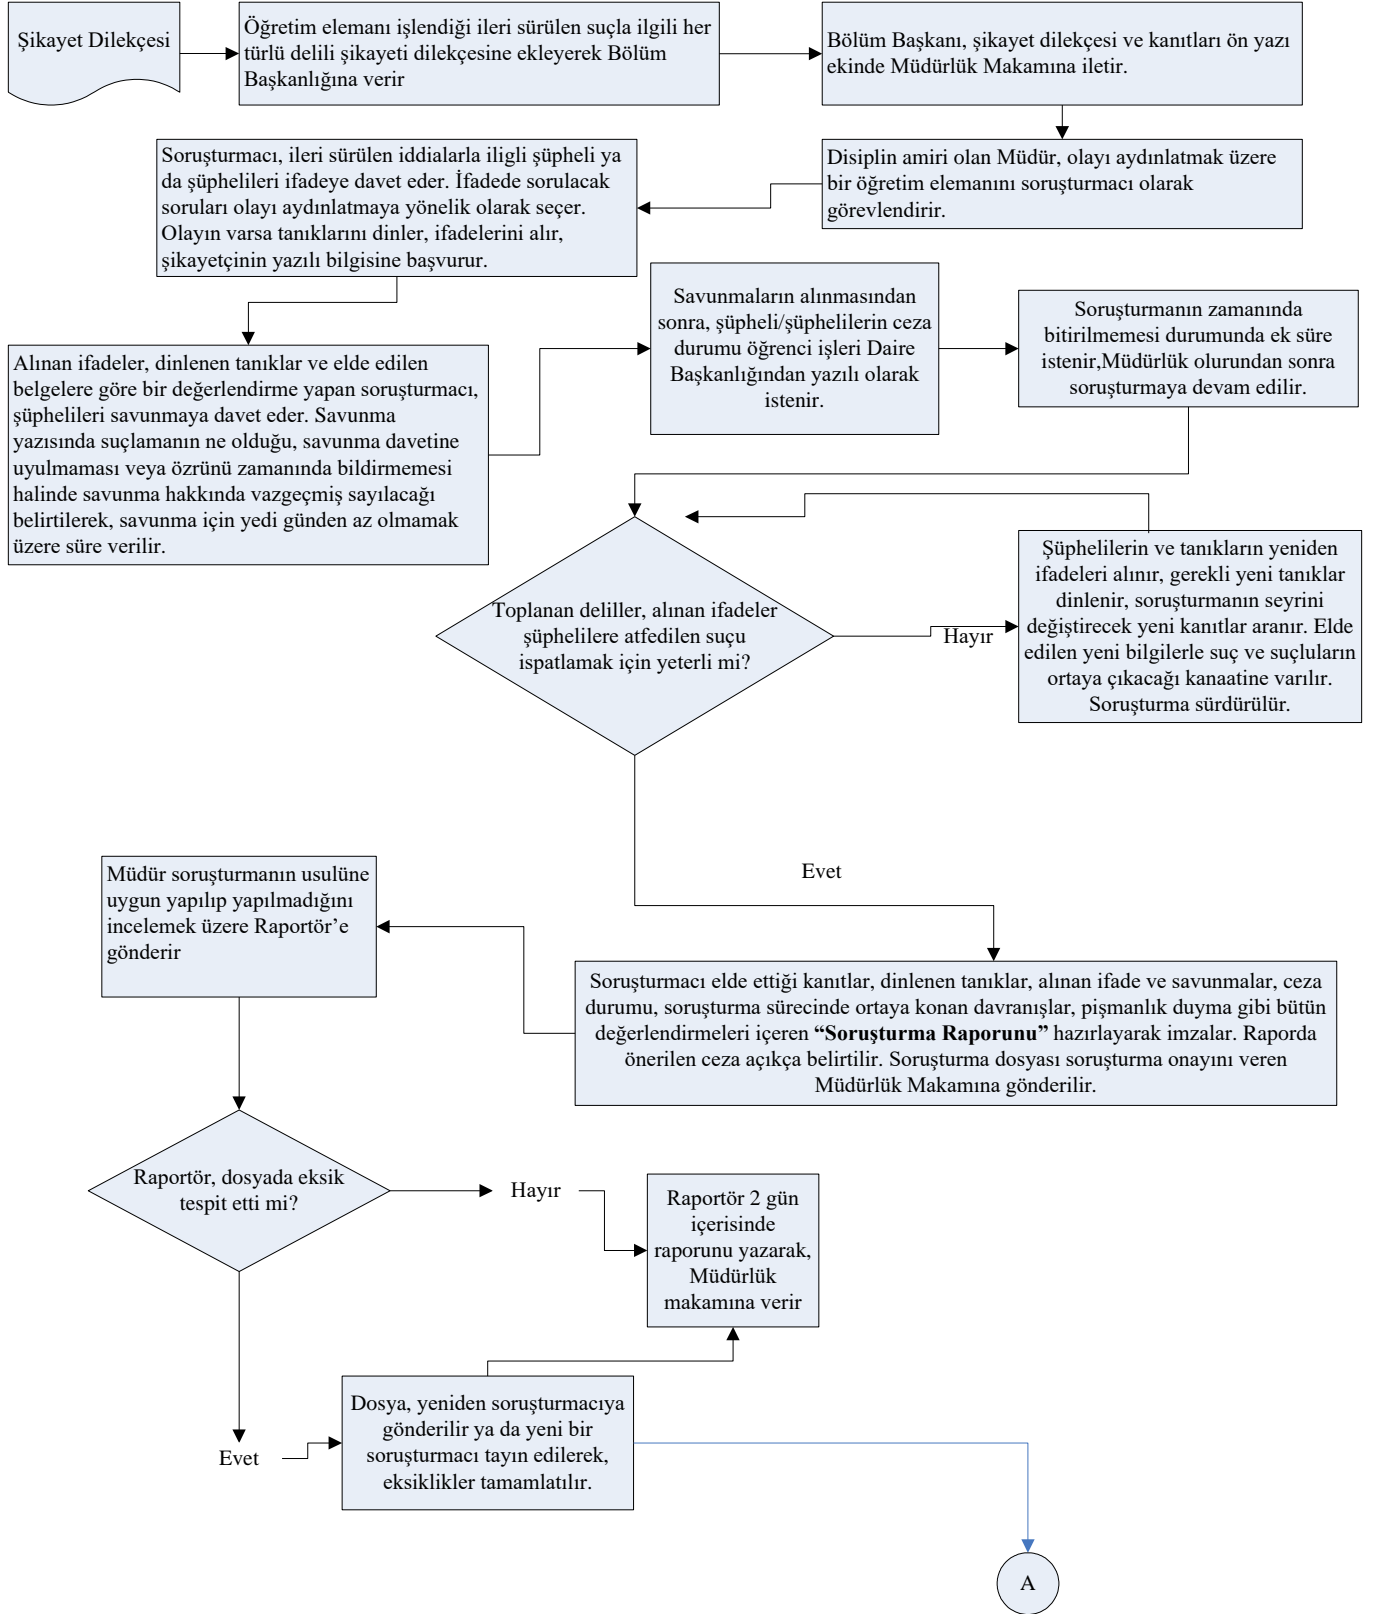 Şikayet Dilekçesi
Öğretim elemanı işlendiği ileri sürülen suçla ilgili her
türlü delili şikayeti dilekçesine ekleyerek Bölüm
Başkanlığına verir
Bölüm Başkanı, şikayet dilekçesi ve kanıtları ön yazı
ekinde Müdürlük Makamına iletir.
Disiplin amiri olan Müdür, olayı aydınlatmak üzere
bir öğretim elemanını soruşturmacı olarak
görevlendirir.
Soruşturmacı, ileri sürülen iddialarla iligli şüpheli ya
da şüphelileri ifadeye davet eder. İfadede sorulacak
soruları olayı aydınlatmaya yönelik olarak seçer.
Olayın varsa tanıklarını dinler, ifadelerini alır,
şikayetçinin yazılı bilgisine başvurur.
Alınan ifadeler, dinlenen tanıklar ve elde edilen
belgelere göre bir değerlendirme yapan soruşturmacı,
şüphelileri savunmaya davet eder. Savunma
yazısında suçlamanın ne olduğu, savunma davetine
uyulmaması veya özrünü zamanında bildirmemesi
halinde savunma hakkında vazgeçmiş sayılacağı
belirtilerek, savunma için yedi günden az olmamak
üzere süre verilir.
Savunmaların alınmasından
sonra, şüpheli/şüphelilerin ceza
durumu öğrenci işleri Daire
Başkanlığından yazılı olarak
istenir.
Soruşturmanın zamanında
bitirilmemesi durumunda ek süre
istenir,Müdürlük olurundan sonra
soruşturmaya devam edilir.
Toplanan deliller, alınan ifadeler
şüphelilere atfedilen suçu
ispatlamak için yeterli mi?
Hayır
Şüphelilerin ve tanıkların yeniden
ifadeleri alınır, gerekli yeni tanıklar
dinlenir, soruşturmanın seyrini
değiştirecek yeni kanıtlar aranır. Elde
edilen yeni bilgilerle suç ve suçluların
ortaya çıkacağı kanaatine varılır.
Soruşturma sürdürülür.
Evet
Soruşturmacı elde ettiği kanıtlar, dinlenen tanıklar, alınan ifade ve savunmalar, ceza
durumu, soruşturma sürecinde ortaya konan davranışlar, pişmanlık duyma gibi bütün
değerlendirmeleri içeren “Soruşturma Raporunu” hazırlayarak imzalar. Raporda
önerilen ceza açıkça belirtilir. Soruşturma dosyası soruşturma onayını veren
Müdürlük Makamına gönderilir.
Müdür soruşturmanın usulüne
uygun yapılıp yapılmadığını
incelemek üzere Raportör’e
gönderir
Raportör, dosyada eksik
tespit etti mi?
Hayır
Raportör 2 gün
içerisinde
raporunu yazarak,
Müdürlük
makamına verir
Evet
Dosya, yeniden soruşturmacıya
gönderilir ya da yeni bir
soruşturmacı tayin edilerek,
eksiklikler tamamlatılır.
A